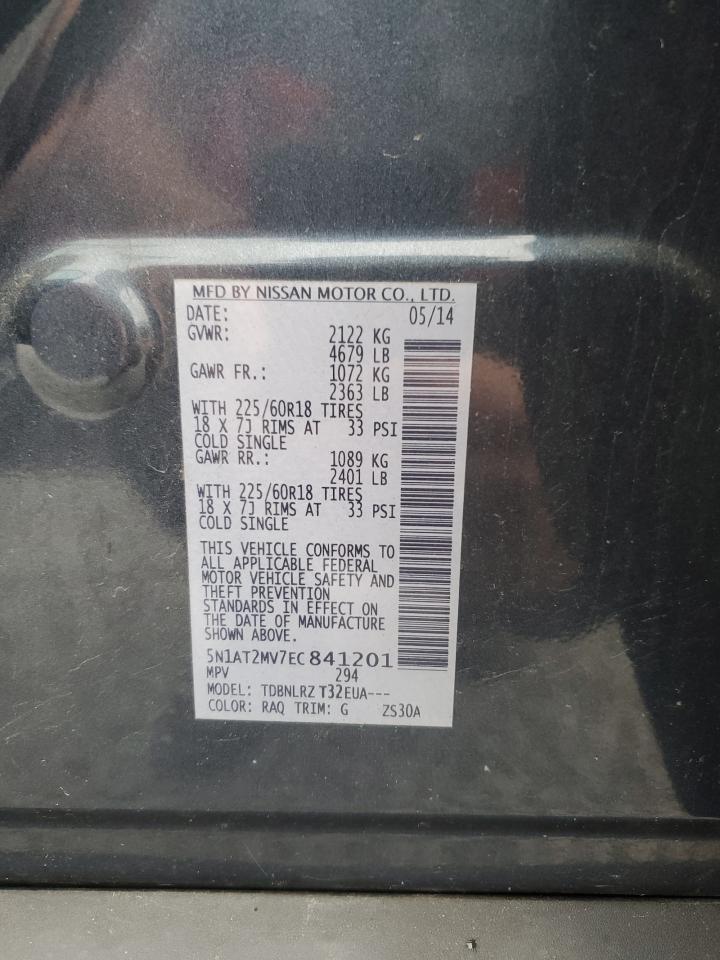 MFD BY NISSAN MOTOR CO., LTD.
DATE: 05/14
GVWR: 2122 KG
4679 LB
GAWR FR.: 1072 KG
2363 LB
WITH 225/60R18 TIRES
18 X 7J RIMS AT 33 PSI
COLD SINGLE
GAWR RR.: 1089 KG
2401 LB
WITH 225/60R18 TIRES
18 X 7J RIMS AT 33 PSI
COLD SINGLE
THIS VEHICLE CONFORMS TO
ALL APPLICABLE FEDERAL
MOTOR VEHICLE SAFETY AND
THEFT PREVENTION
STANDARDS IN EFFECT ON
THE DATE OF MANUFACTURE
SHOWN ABOVE.
5N1AT2MV7EC841201
MPV 294
MODEL: TDBNLRZ T32EUA---
COLOR: RAQ TRIM: G ZS30A